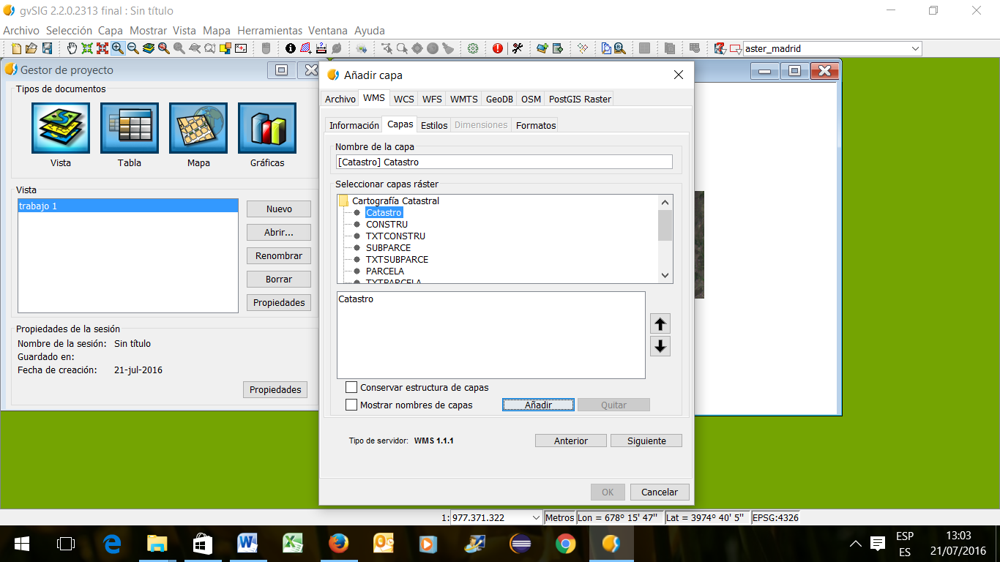 gvSIG 2.2.0.2313 final : Sin título
Archivo Selección Capa Mostrar Vista Mapa Herramientas Ventana Ayuda
aster_madrid
Gestor de proyecto
Tipos de documentos
Vista Tabla Mapa Gráficas
Vista
trabajo 1
Nuevo
Abrir...
Renombrar
Borrar
Propiedades
Propiedades de la sesión
Nombre de la sesión: Sin título
Guardado en:
Fecha de creación: 21-jul-2016
Propiedades
Añadir capa
Archivo WMS WCS WFS WMTS GeoDB OSM PostGIS Raster
Información Capas Estilos Dimensiones Formatos
Nombre de la capa
[Catastro] Catastro
Seleccionar capas ráster
Cartografía Catastral
Catastro
CONSTRU
TXTCONSTRU
SUBPARCE
TXTSUBPARCE
PARCELA
TXTPARCELA
Catastro
Conservar estructura de capas
Mostrar nombres de capas
Añadir Quitar
Tipo de servidor: WMS 1.1.1
Anterior Siguiente
OK Cancelar
1: 977.371.322 Metros Lon = 678º 15' 47'' Lat = 3974º 40' 5'' EPSG:4326
ESP
ES
13:03
21/07/2016